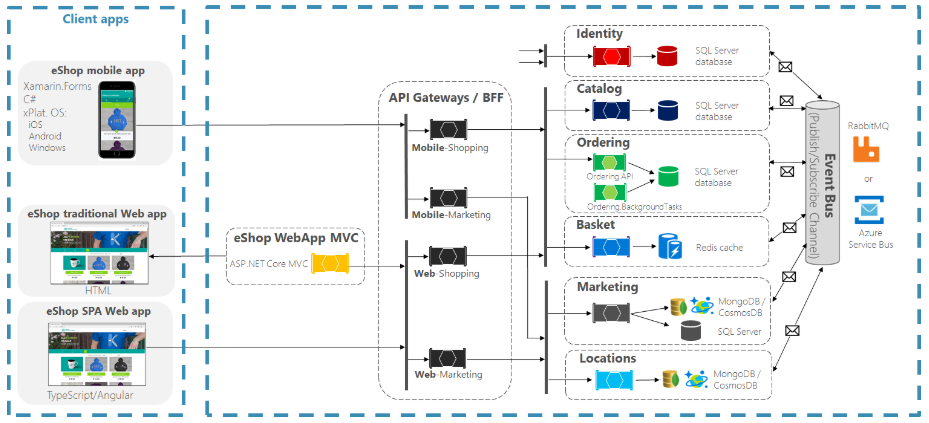 Client apps
eShop mobile app
Xamarin.Forms
C#
xPlat. OS:
iOS
Android
Windows
eShop traditional Web app
HTML
eShop SPA Web app
TypeScript/Angular
eShop WebApp MVC
ASP.NET Core MVC
API Gateways / BFF
Mobile-Shopping
Mobile-Marketing
Web-Shopping
Web-Marketing
Identity
SQL Server
database
Catalog
SQL Server
database
Ordering
Ordering.API
Ordering.BackgroundTasks
SQL Server
database
Basket
Redis cache
Marketing
MongoDB /
CosmosDB
SQL Server
Locations
MongoDB /
CosmosDB
Event Bus
(Publish/Subscribe Channel)
RabbitMQ
or
Azure
Service Bus